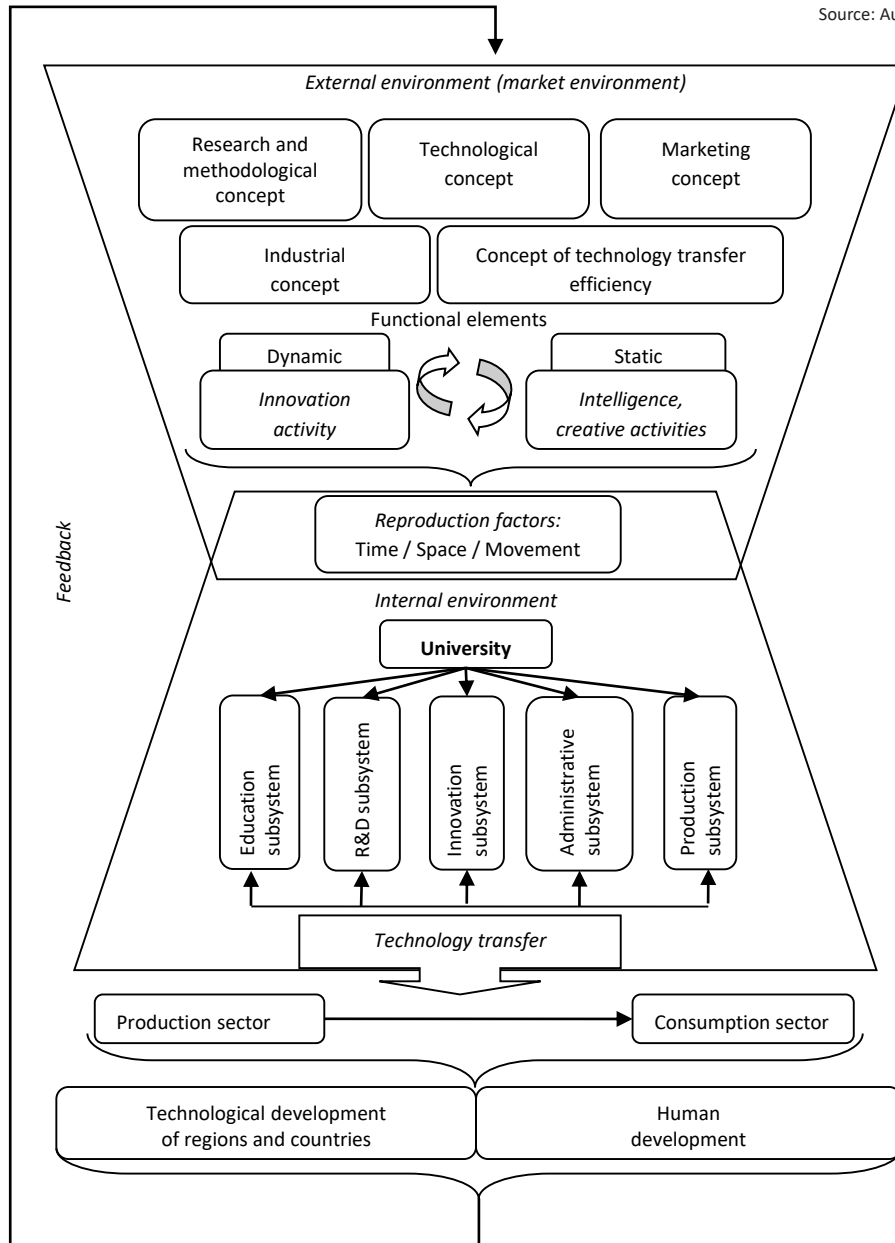 Source: Au
External environment (market environment)
Research and
methodological
concept
Technological
concept
Marketing
concept
Industrial
concept
Concept of technology transfer
efficiency
Functional elements
Dynamic
Static
Innovation
activity
Intelligence,
creative activities
Reproduction factors:
Time / Space / Movement
Feedback
Internal environment
University
Education
subsystem
R&D subsystem
Innovation
subsystem
Administrative
subsystem
Production
subsystem
Technology transfer
Production sector
Consumption sector
Technological development
of regions and countries
Human
development